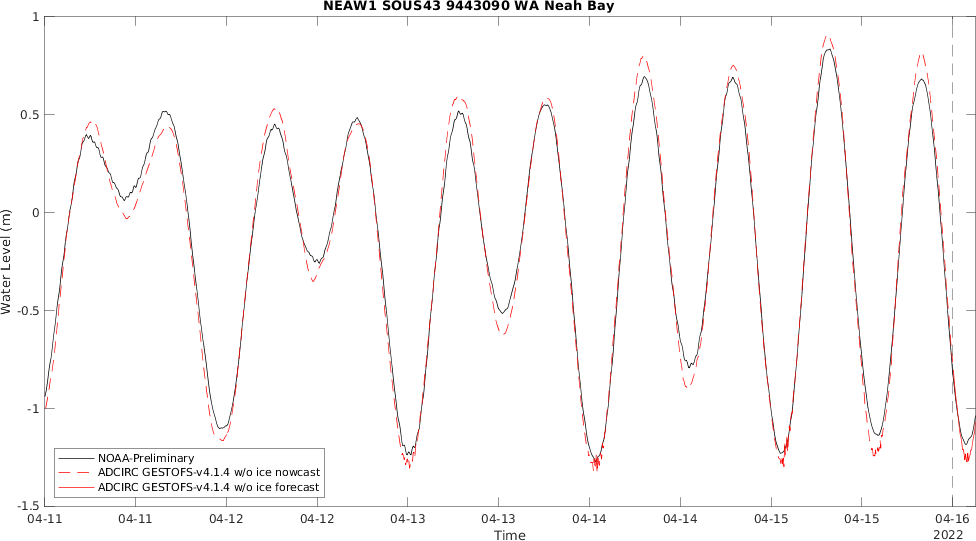 NEAW1 SOUS43 9443090 WA Neah Bay
1
0.5
0
-0.5
-1
-1.5
Water Level (m)
NOAA-Preliminary
ADCIRC GESTOFS-v4.1.4 w/o ice nowcast
ADCIRC GESTOFS-v4.1.4 w/o ice forecast
04-11 04-11 04-12 04-12 04-13 04-13 04-14 04-14 04-15 04-15 04-16
2022
Time